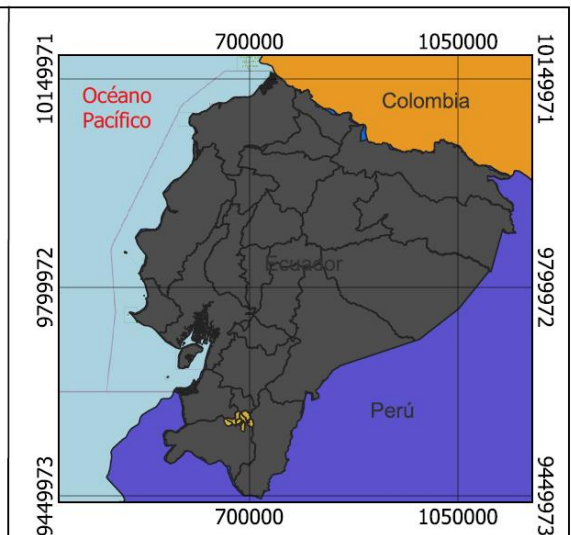 700000 1050000
10149971 10149971
Océano
Pacífico
Colombia
Ecuador
9799972 9799972
Perú
9449973 9449973
700000 1050000